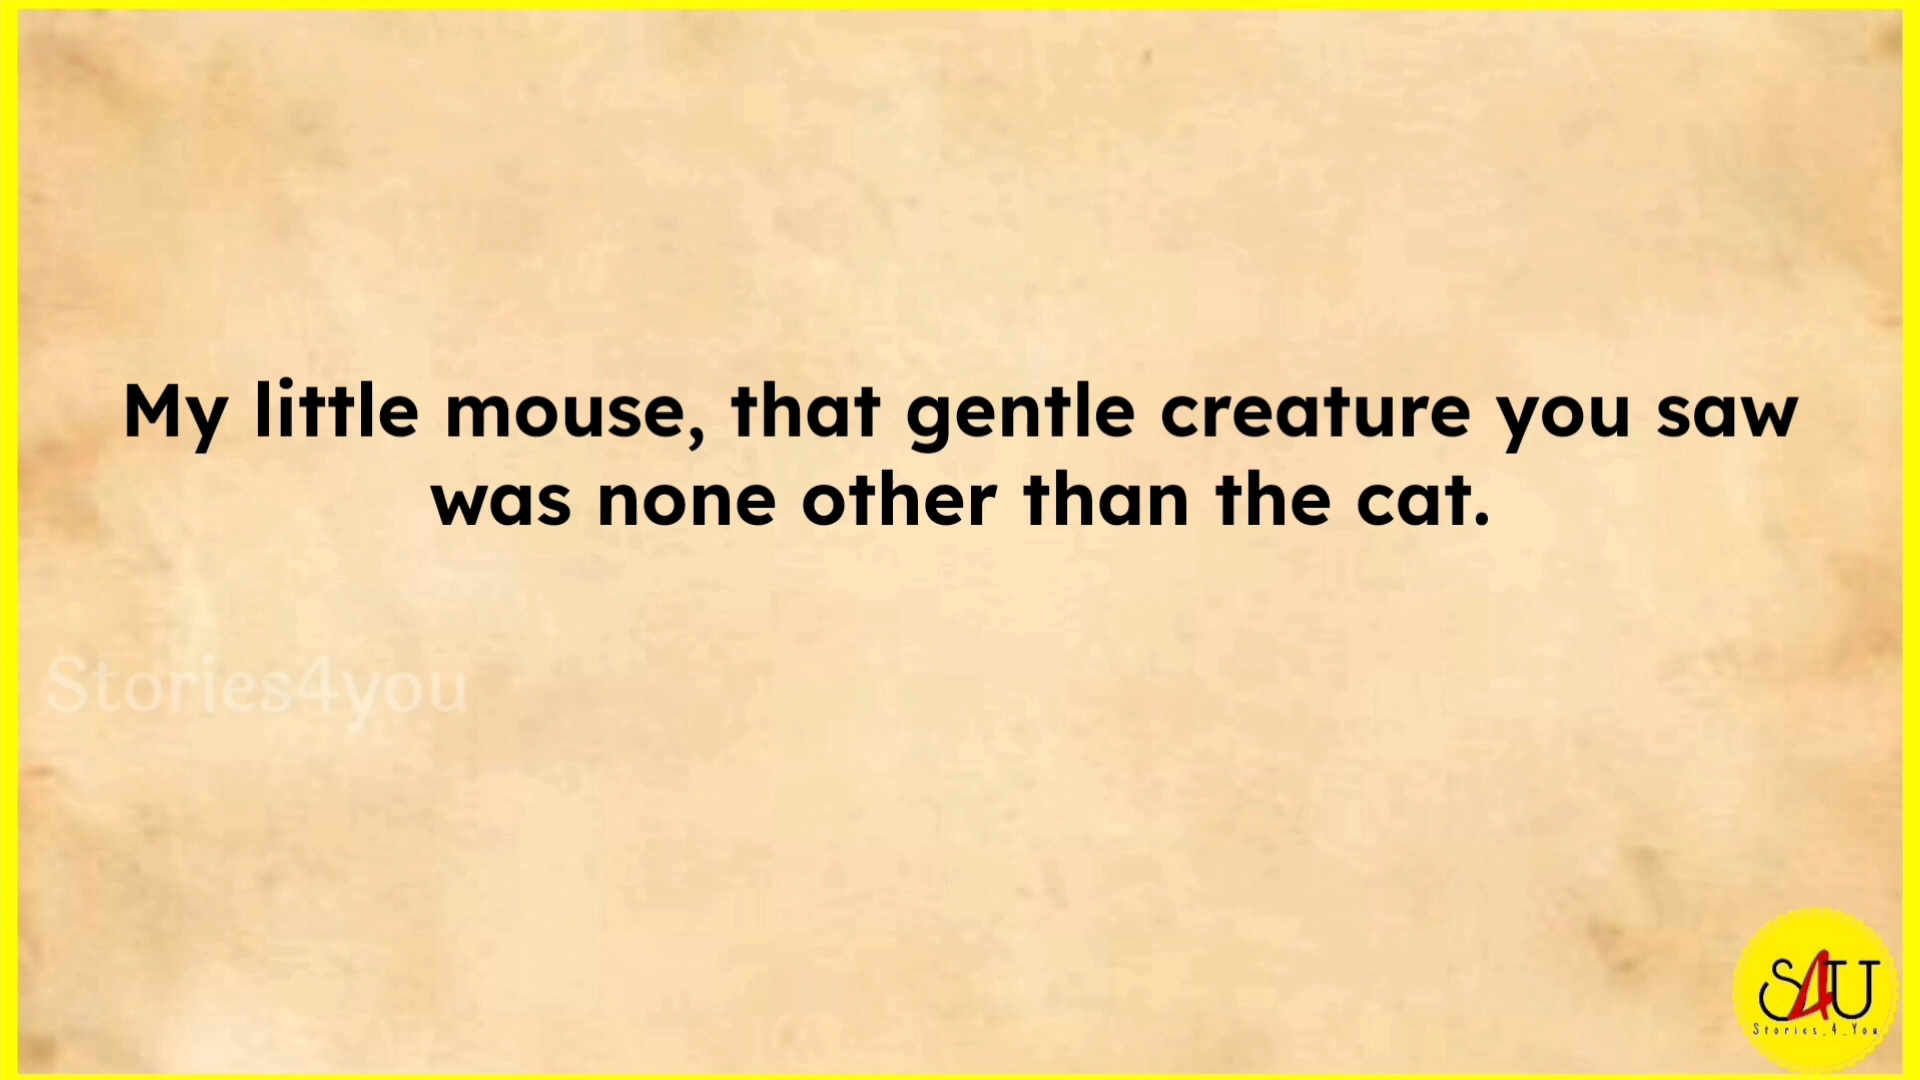 My little mouse, that gentle creature you saw
was none other than the cat.
Stories4you
S4U
Stories_4_You